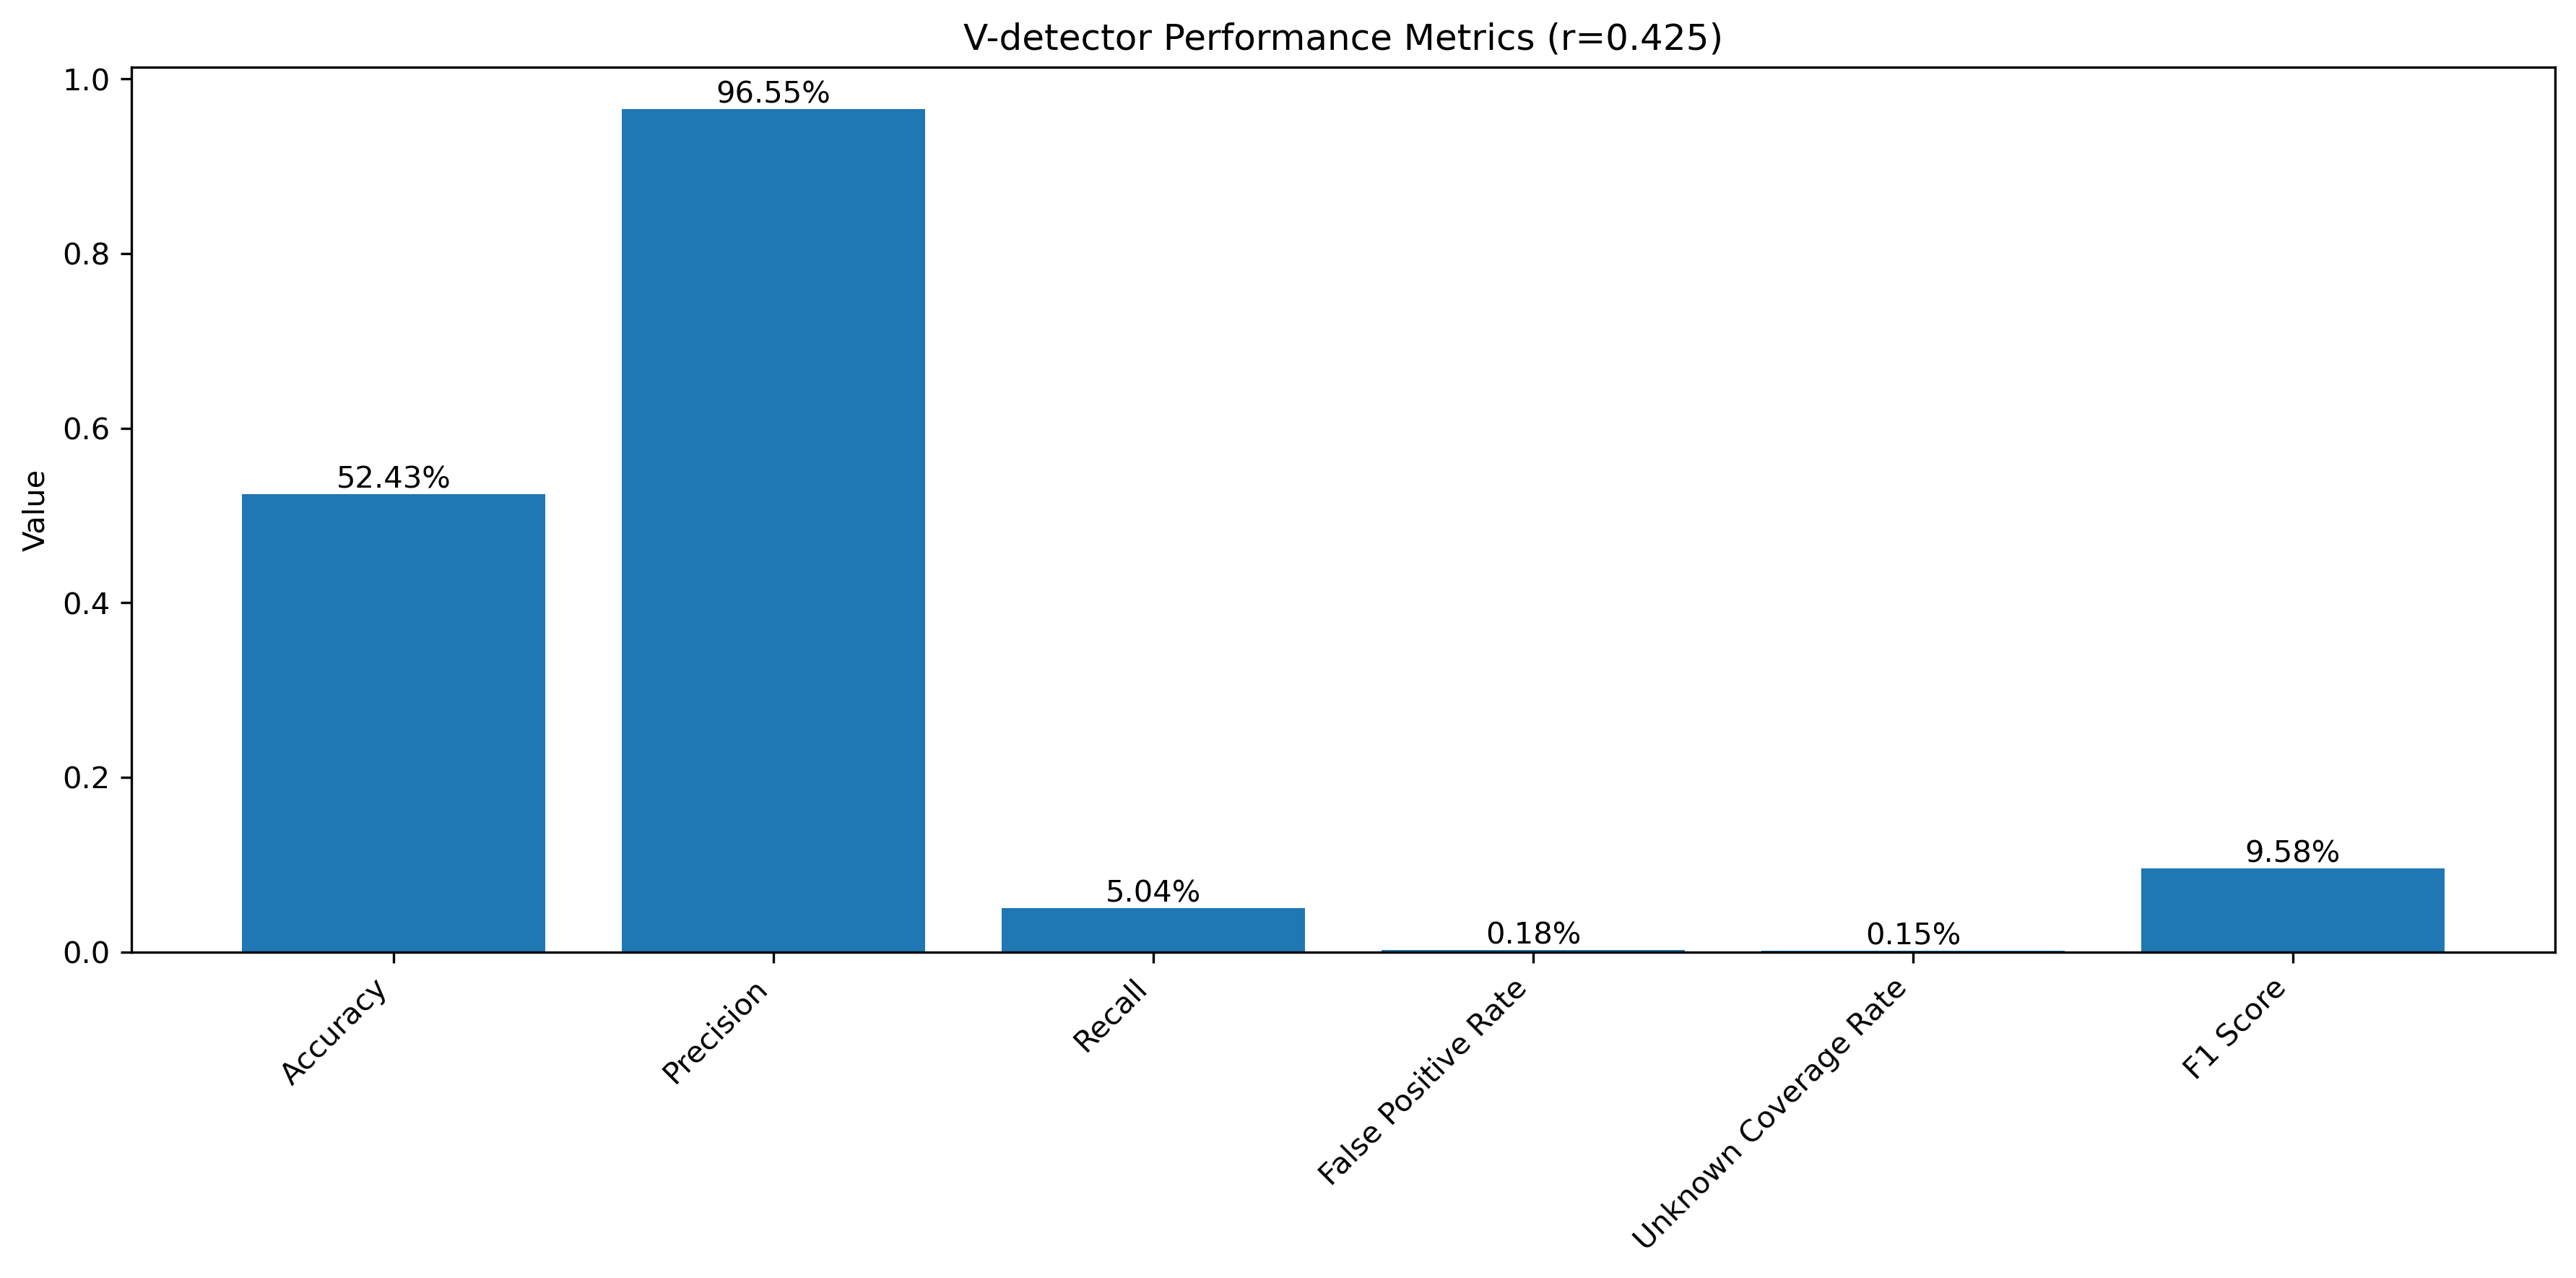 V-detector Performance Metrics (r=0.425)
1.0
0.8
0.6
0.4
0.2
0.0
Value
52.43%
96.55%
5.04%
0.18%
0.15%
9.58%
Accuracy
Precision
Recall
False Positive Rate
Unknown Coverage Rate
F1 Score